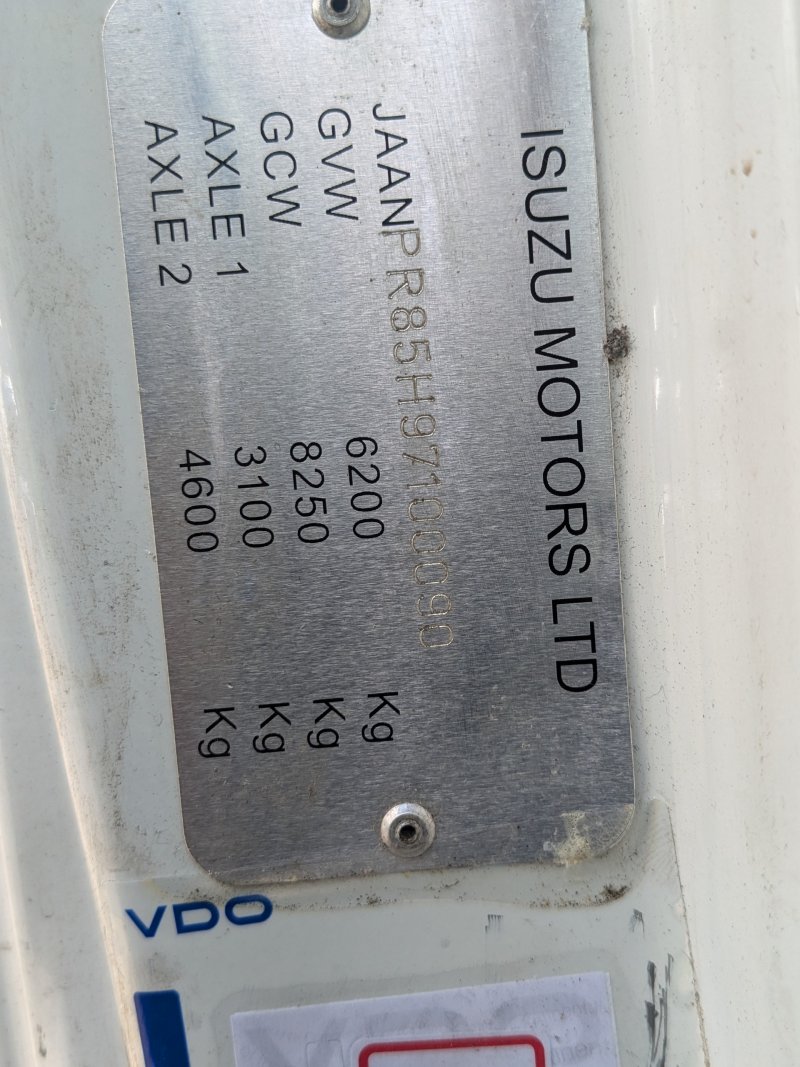 ISUZU MOTORS LTD
JAANPR85H97100090
GVW 6200 Kg
GCW 8250 Kg
AXLE 1 3100 Kg
AXLE 2 4600 Kg
VDO